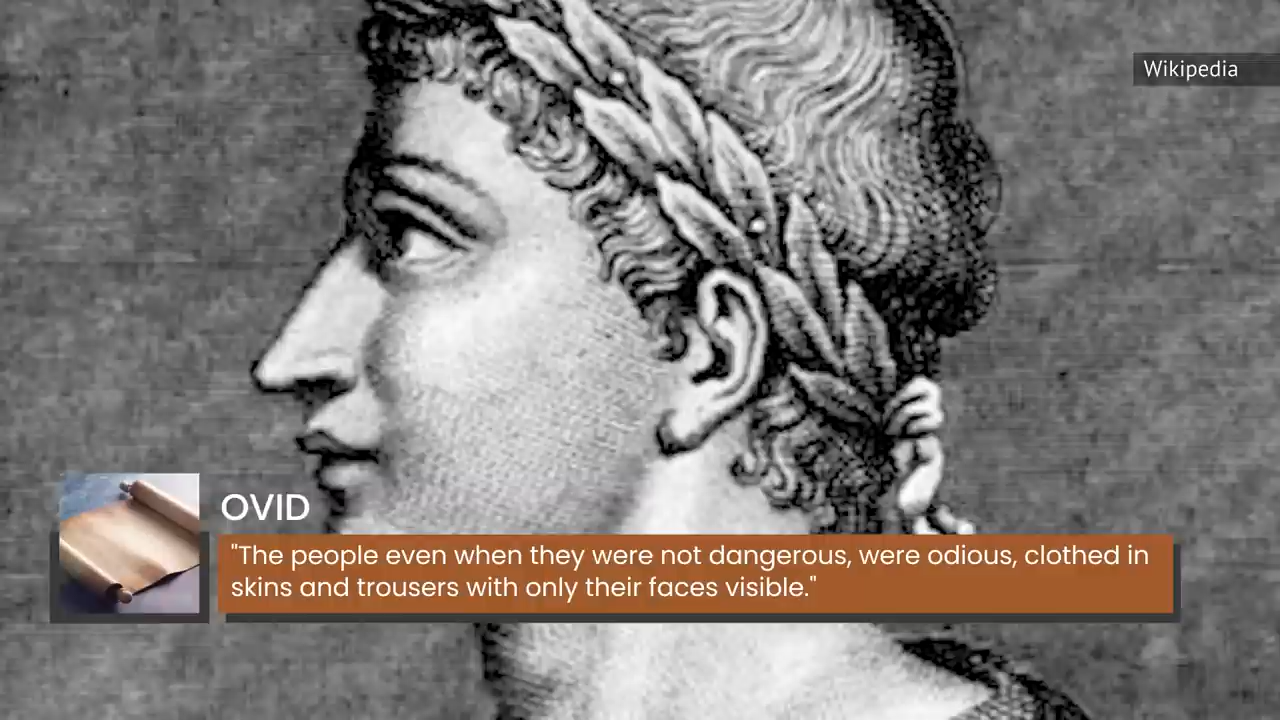 Wikipedia
OVID
"The people even when they were not dangerous, were odious, clothed in
skins and trousers with only their faces visible."